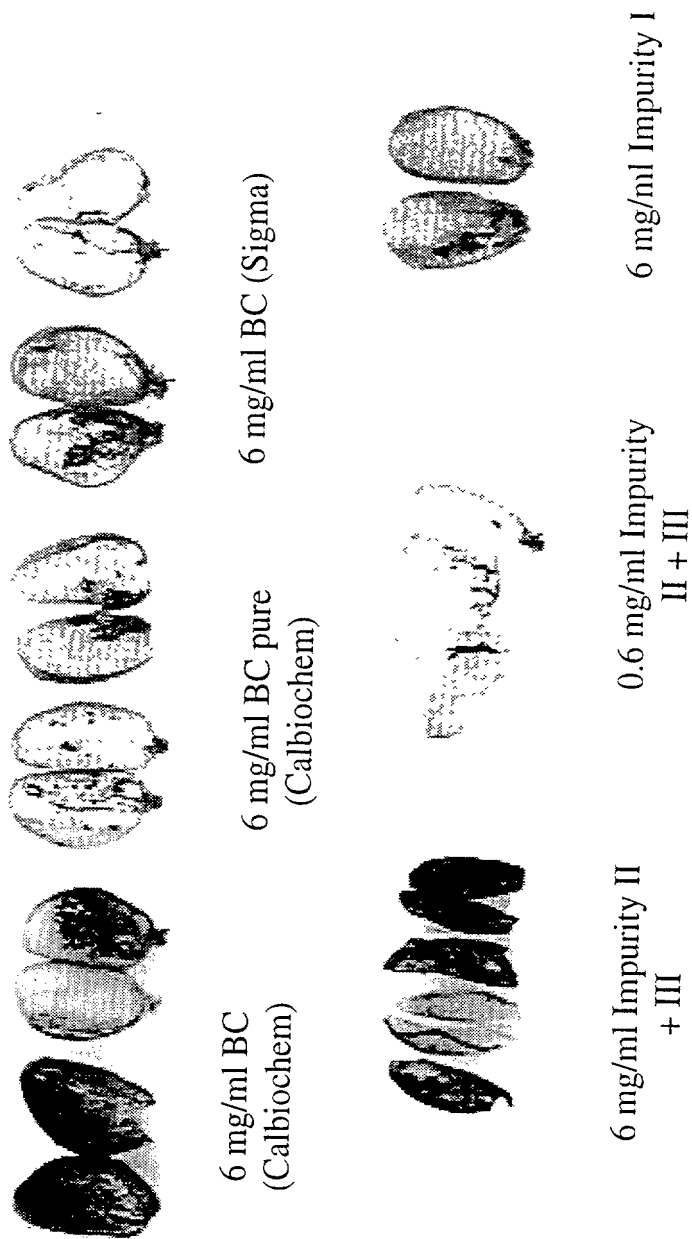 6 mg/ml BC
(Calbiochem)
6 mg/ml BC pure
(Calbiochem)
6 mg/ml BC (Sigma)
6 mg/ml Impurity II
+ III
0.6 mg/ml Impurity
II + III
6 mg/ml Impurity I